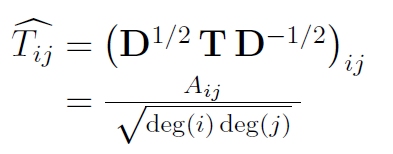 $\widehat{T_{ij}} = \left(\mathbf{D}^{1/2}\,\mathbf{T}\,\mathbf{D}^{-1/2}\right)_{ij}$
$= \frac{A_{ij}}{\sqrt{\deg(i)\deg(j)}}$